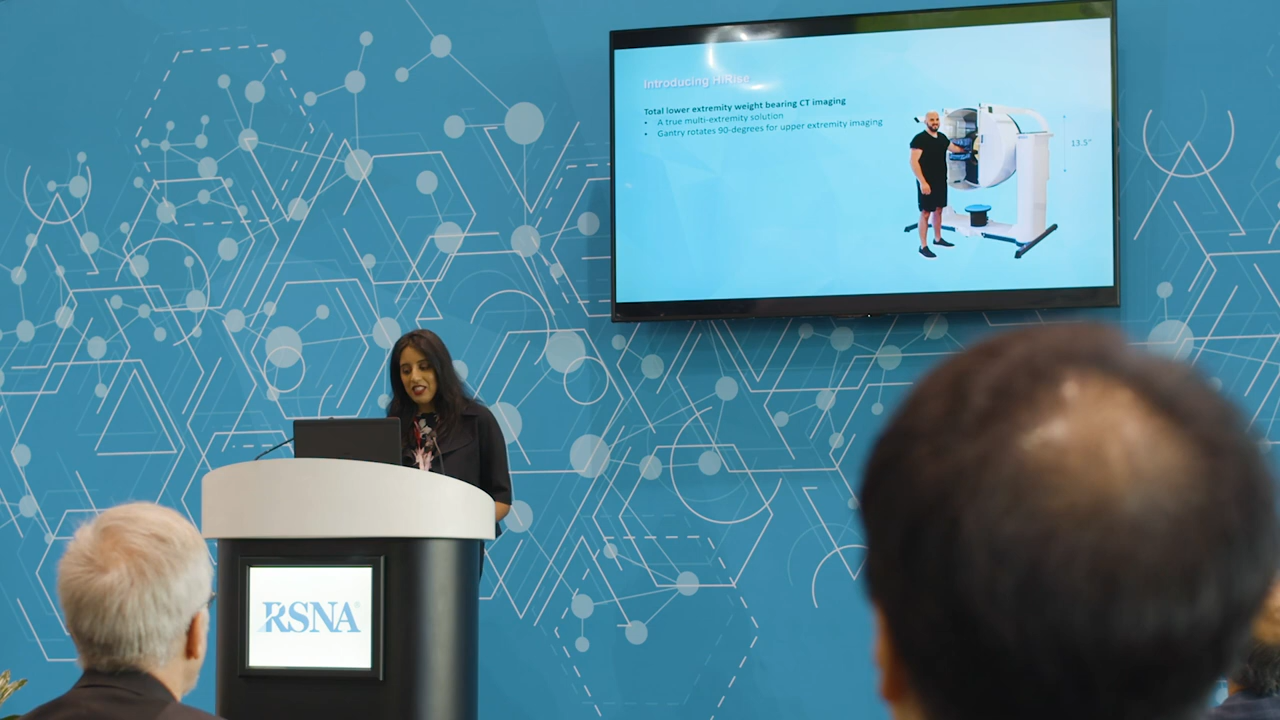 Introducing HiRise
Total lower extremity weight bearing CT imaging
• A true multi-extremity solution
• Gantry rotates 90-degrees for upper extremity imaging
13.5"
RSNA®